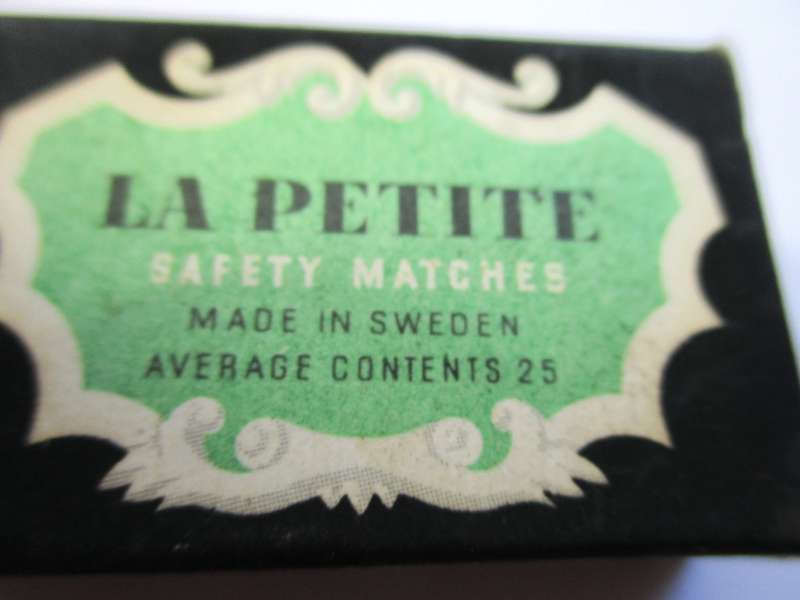 LA PETITE
SAFETY MATCHES
MADE IN SWEDEN
AVERAGE CONTENTS 25